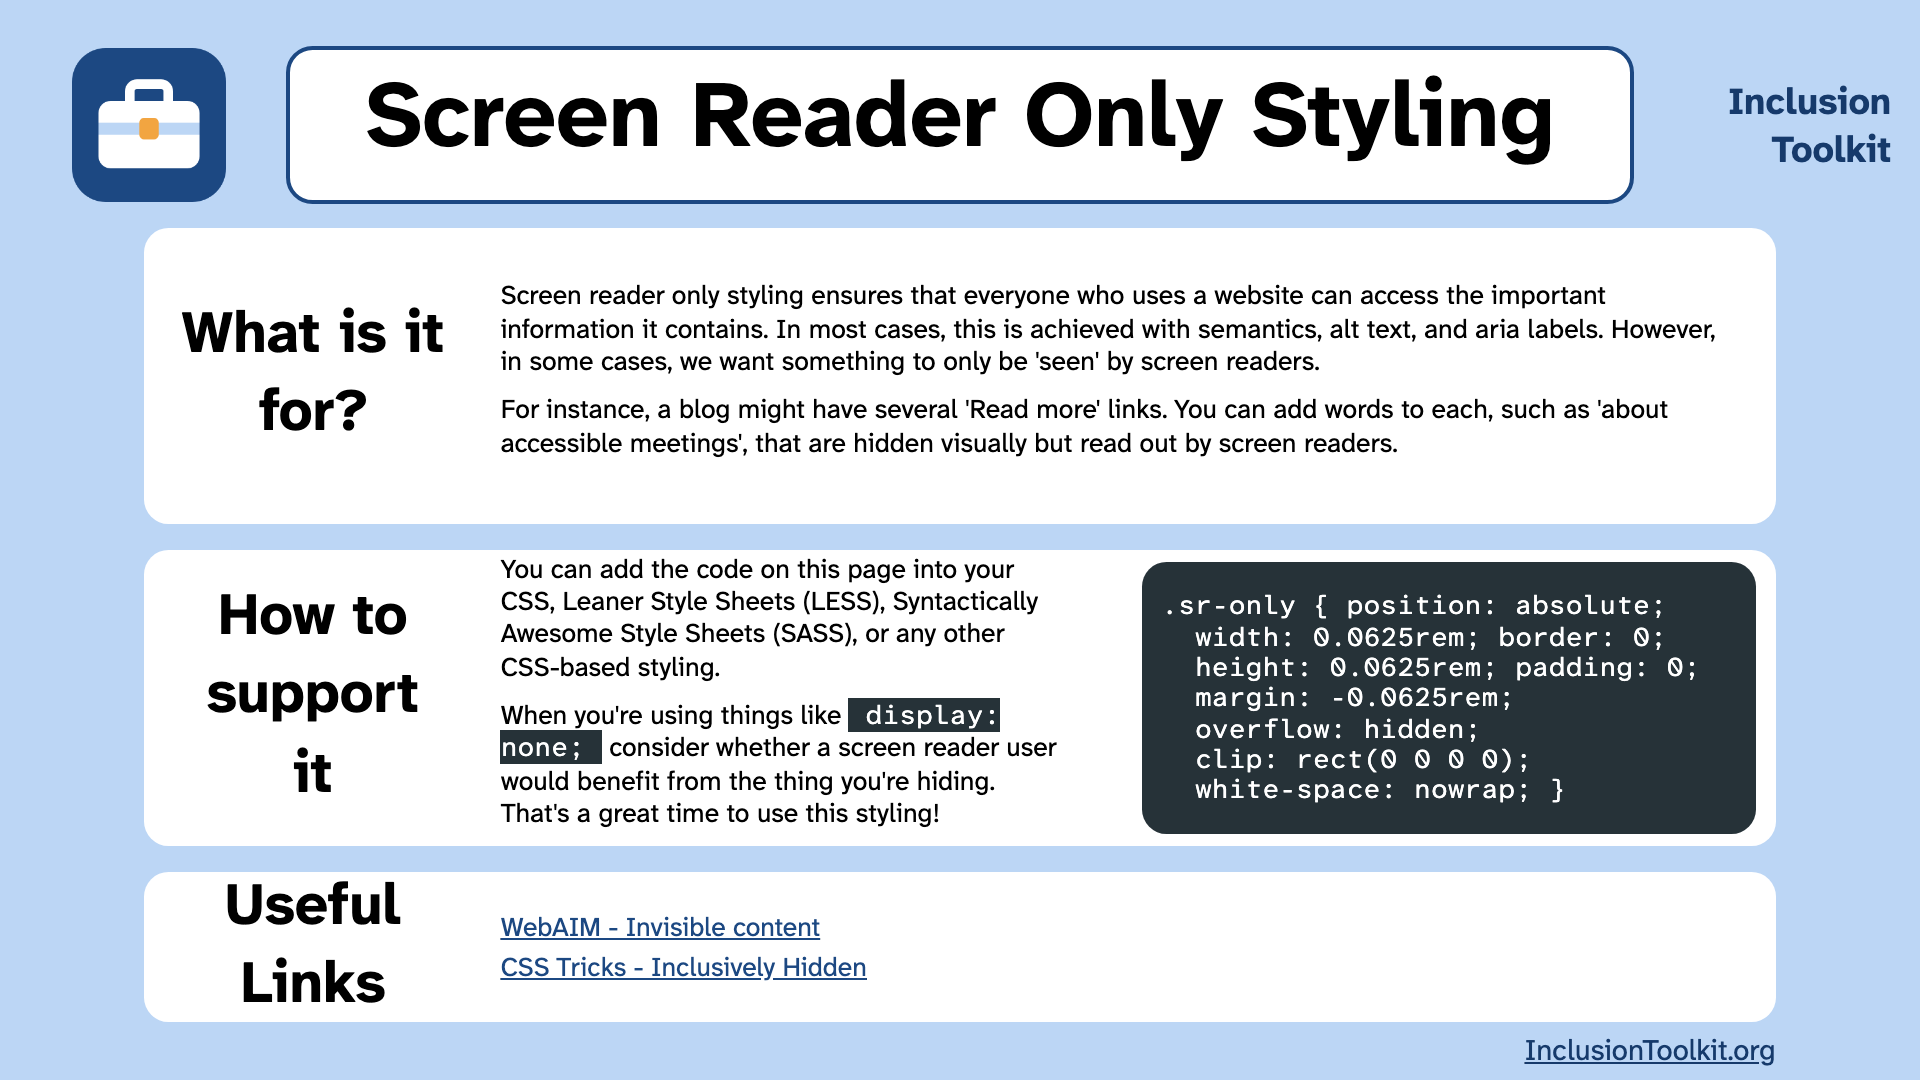 Screen Reader Only Styling
Inclusion
Toolkit
What is it
for?
Screen reader only styling ensures that everyone who uses a website can access the important
information it contains. In most cases, this is achieved with semantics, alt text, and aria labels. However,
in some cases, we want something to only be 'seen' by screen readers.
For instance, a blog might have several 'Read more' links. You can add words to each, such as 'about
accessible meetings', that are hidden visually but read out by screen readers.
How to
support
it
You can add the code on this page into your
CSS, Leaner Style Sheets (LESS), Syntactically
Awesome Style Sheets (SASS), or any other
CSS-based styling.
When you're using things like display:
none; consider whether a screen reader user
would benefit from the thing you're hiding.
That's a great time to use this styling!
.sr-only { position: absolute;
width: 0.0625rem; border: 0;
height: 0.0625rem; padding: 0;
margin: -0.0625rem;
overflow: hidden;
clip: rect(0 0 0 0);
white-space: nowrap; }
Useful
Links
WebAIM - Invisible content
CSS Tricks - Inclusively Hidden
InclusionToolkit.org